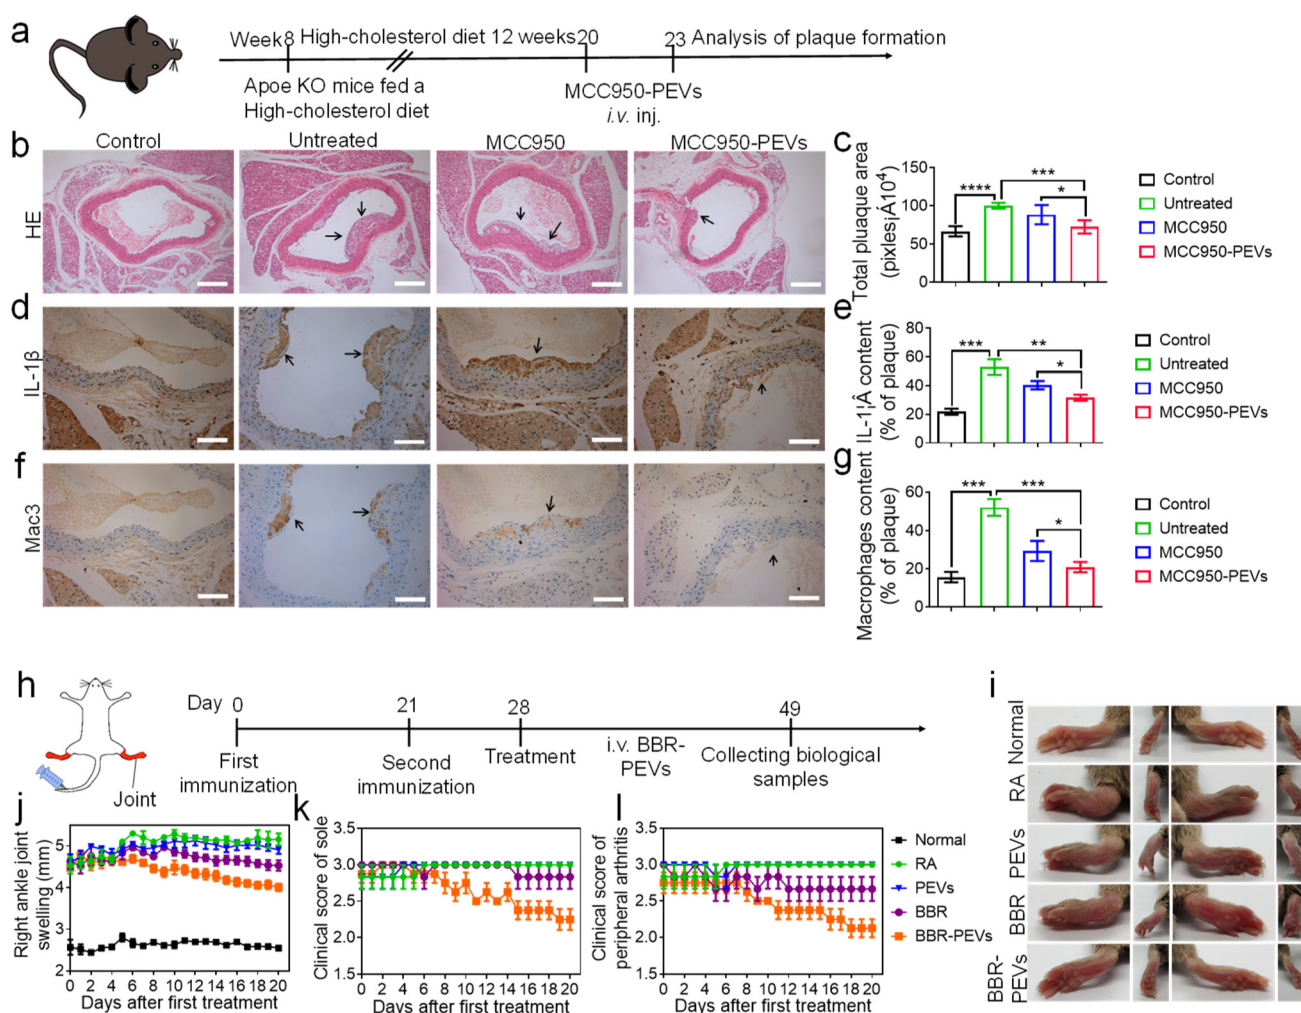 a
Week 8 High-cholesterol diet 12 weeks 20 23 Analysis of plaque formation
Apoe KO mice fed a
High-cholesterol diet
MCC950-PEVs
i.v. inj.
b
Control Untreated MCC950 MCC950-PEVs
HE
c
Total pluaque area
(pixles¡Á10⁴)
150
100
50
0
**** *** *
Control
Untreated
MCC950
MCC950-PEVs
d
IL-1β
e
IL-1¦Â content
(% of plaque)
80
60
40
20
0
*** ** *
Control
Untreated
MCC950
MCC950-PEVs
f
Mac3
g
Macrophages content
(% of plaque)
60
40
20
0
*** *** *
Control
Untreated
MCC950
MCC950-PEVs
h
Day 0 21 28 49
First
immunization
Second
immunization
Treatment
i.v. BBR-
PEVs
Collecting biological
samples
Joint
i
Normal
RA
PEVs
BBR
BBR-
PEVs
j
Right ankle joint
swelling (mm)
5
4
3
2
0 2 4 6 8 10 12 14 16 18 20
Days after first treatment
k
Clinical score of sole
3.5
3.0
2.5
2.0
1.5
0 2 4 6 8 10 12 14 16 18 20
Days after first treatment
l
Clinical score of
peripheral arthritis
3.5
3.0
2.5
2.0
1.5
0 2 4 6 8 10 12 14 16 18 20
Days after first treatment
Normal
RA
PEVs
BBR
BBR-PEVs